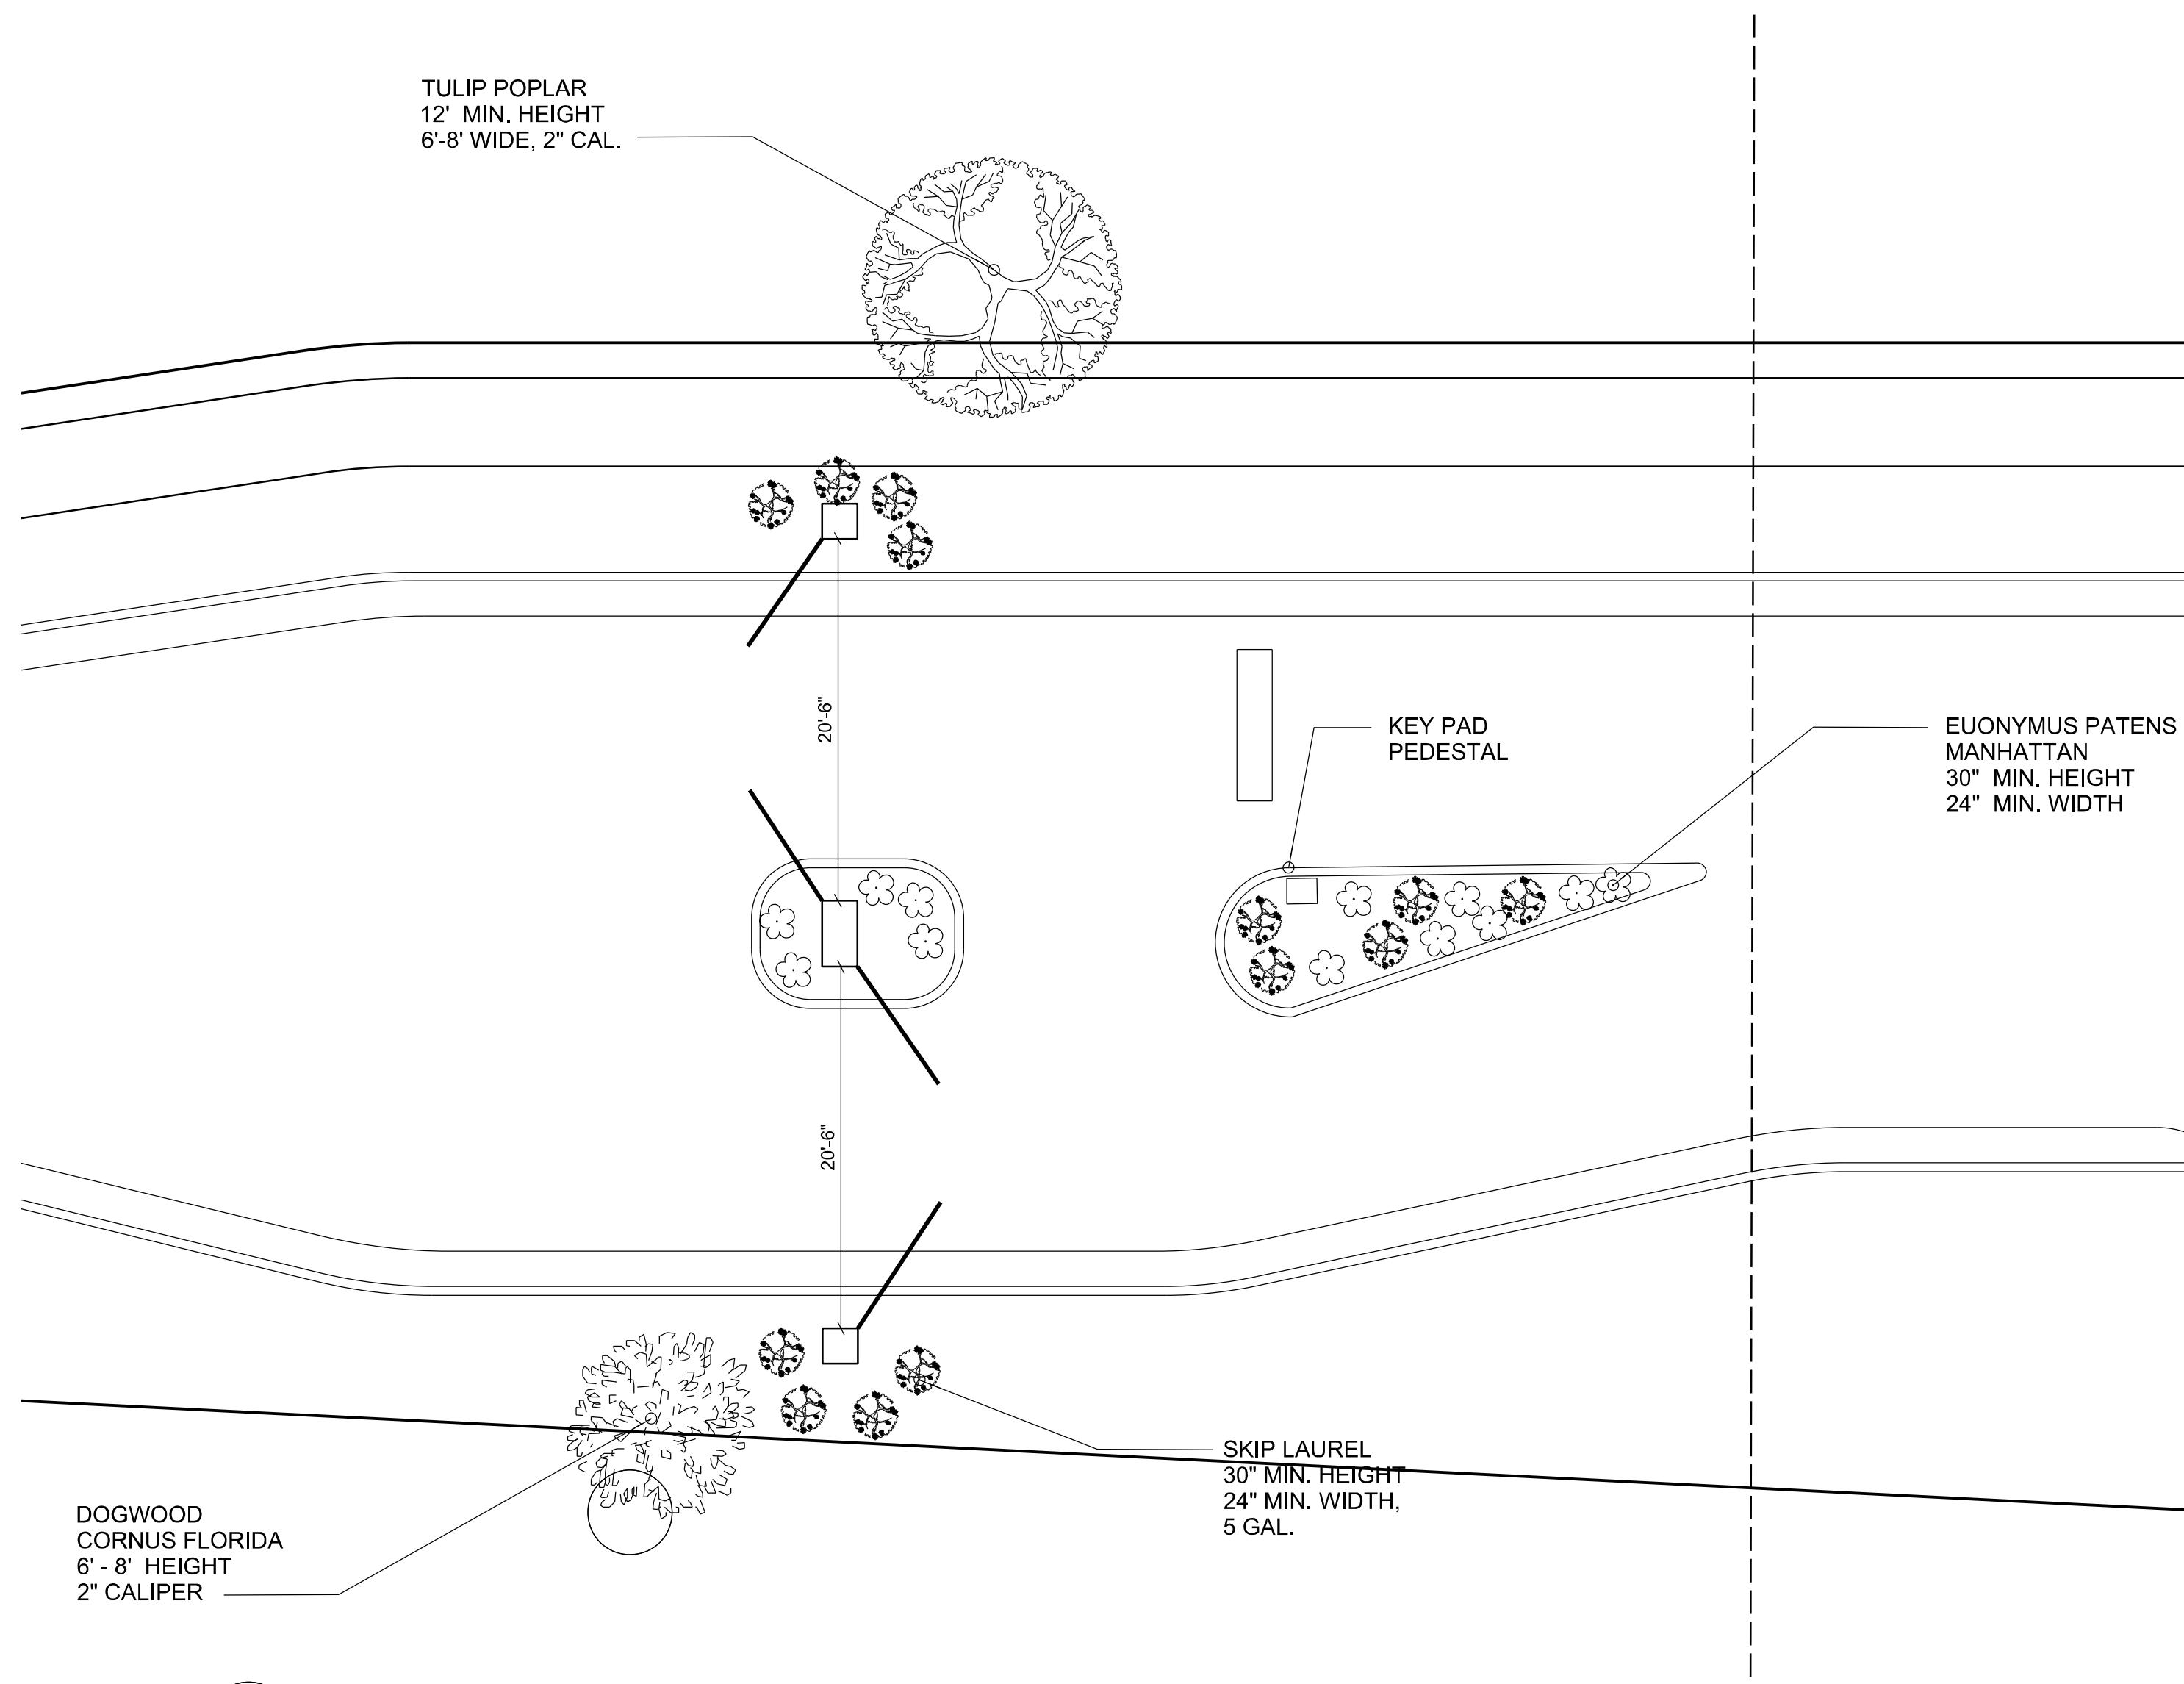 TULIP POPLAR
12' MIN. HEIGHT
6'-8' WIDE, 2" CAL.
20'-6"
KEY PAD
PEDESTAL
EUONYMUS PATENS
MANHATTAN
30" MIN. HEIGHT
24" MIN. WIDTH
20'-6"
SKIP LAUREL
30" MIN. HEIGHT
24" MIN. WIDTH,
5 GAL.
DOGWOOD
CORNUS FLORIDA
6' - 8' HEIGHT
2" CALIPER